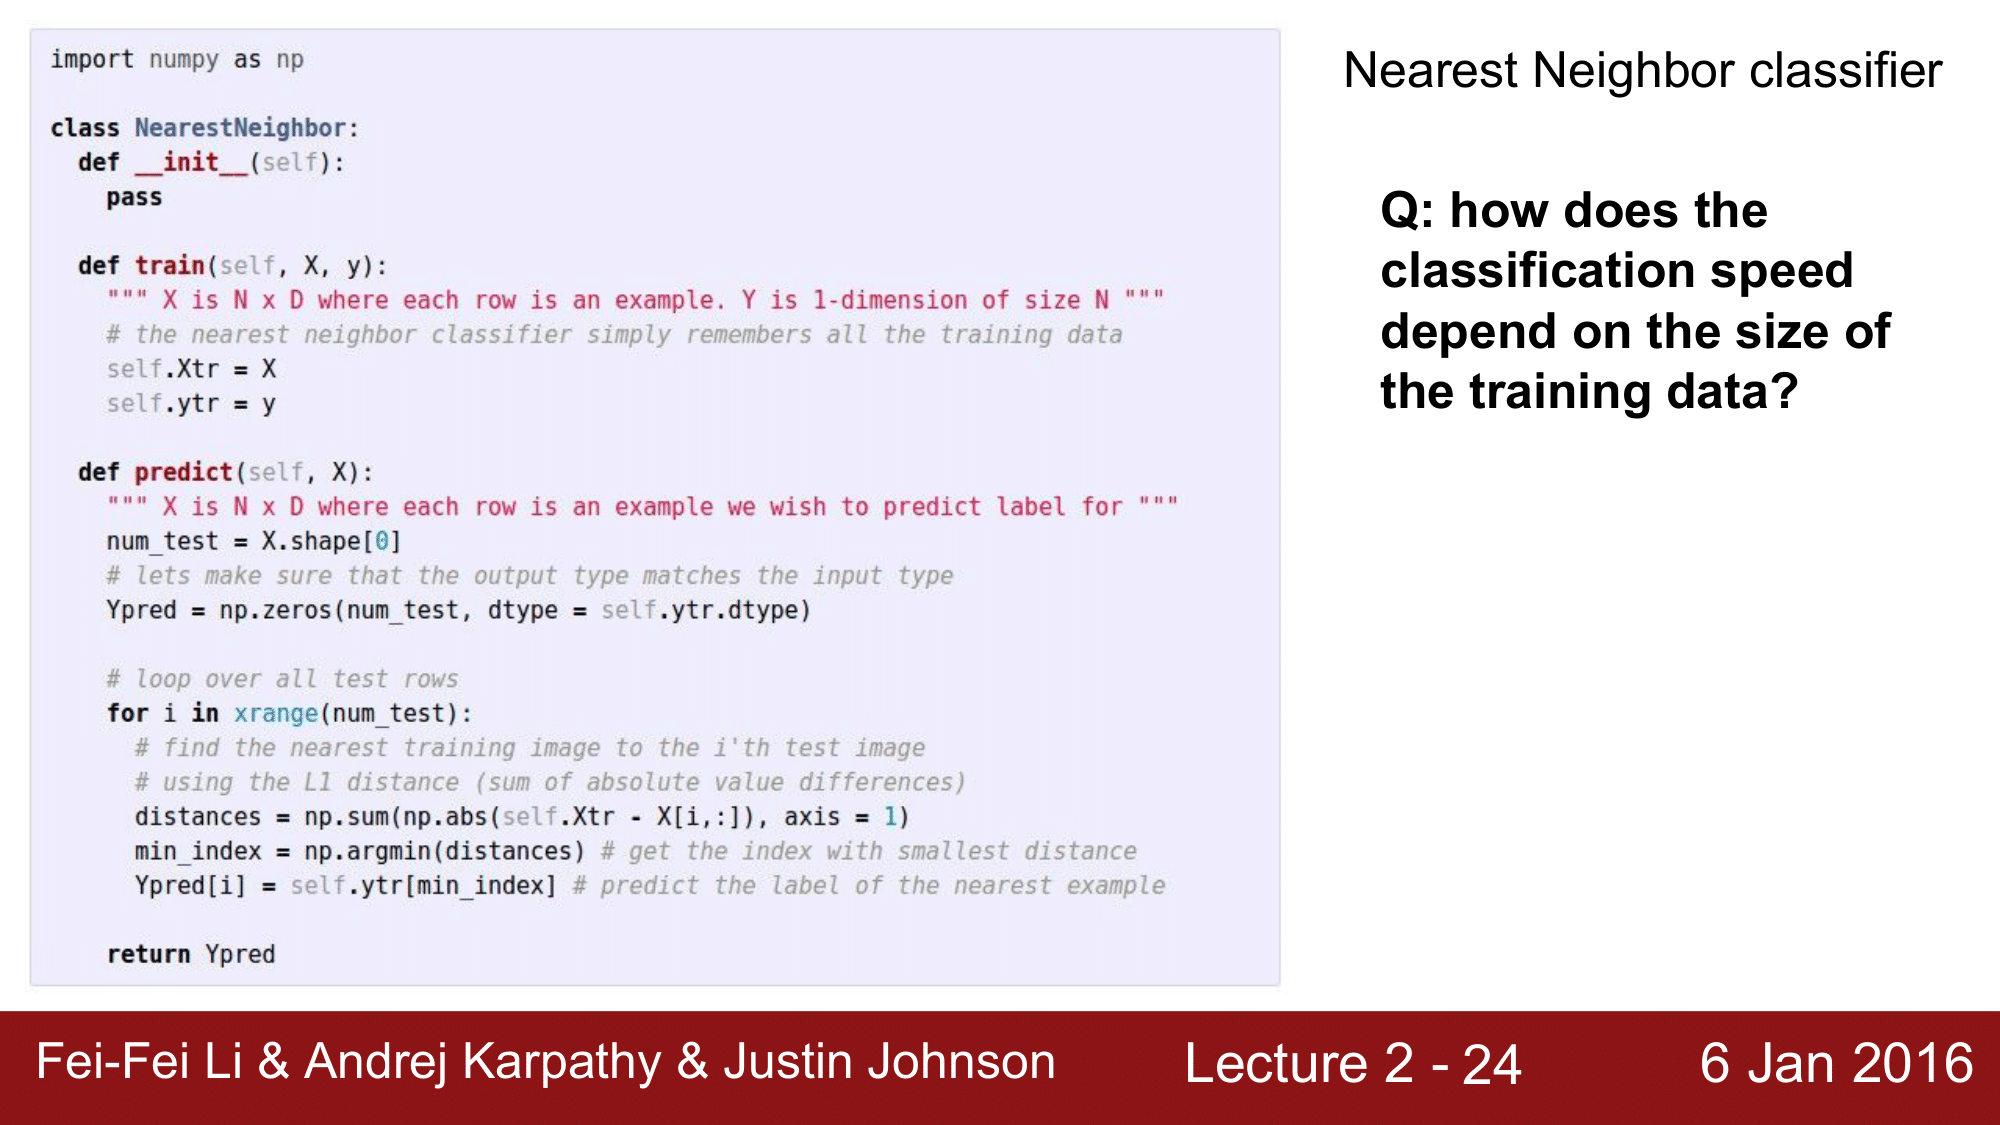 import numpy as np

class NearestNeighbor:
  def __init__(self):
    pass

  def train(self, X, y):
    """ X is N x D where each row is an example. Y is 1-dimension of size N """
    # the nearest neighbor classifier simply remembers all the training data
    self.Xtr = X
    self.ytr = y

  def predict(self, X):
    """ X is N x D where each row is an example we wish to predict label for """
    num_test = X.shape[0]
    # lets make sure that the output type matches the input type
    Ypred = np.zeros(num_test, dtype = self.ytr.dtype)

    # loop over all test rows
    for i in xrange(num_test):
      # find the nearest training image to the i'th test image
      # using the L1 distance (sum of absolute value differences)
      distances = np.sum(np.abs(self.Xtr - X[i,:]), axis = 1)
      min_index = np.argmin(distances) # get the index with smallest distance
      Ypred[i] = self.ytr[min_index] # predict the label of the nearest example

    return Ypred
Nearest Neighbor classifier
Q: how does the
classification speed
depend on the size of
the training data?
Fei-Fei Li & Andrej Karpathy & Justin Johnson
Lecture 2 - 24
6 Jan 2016